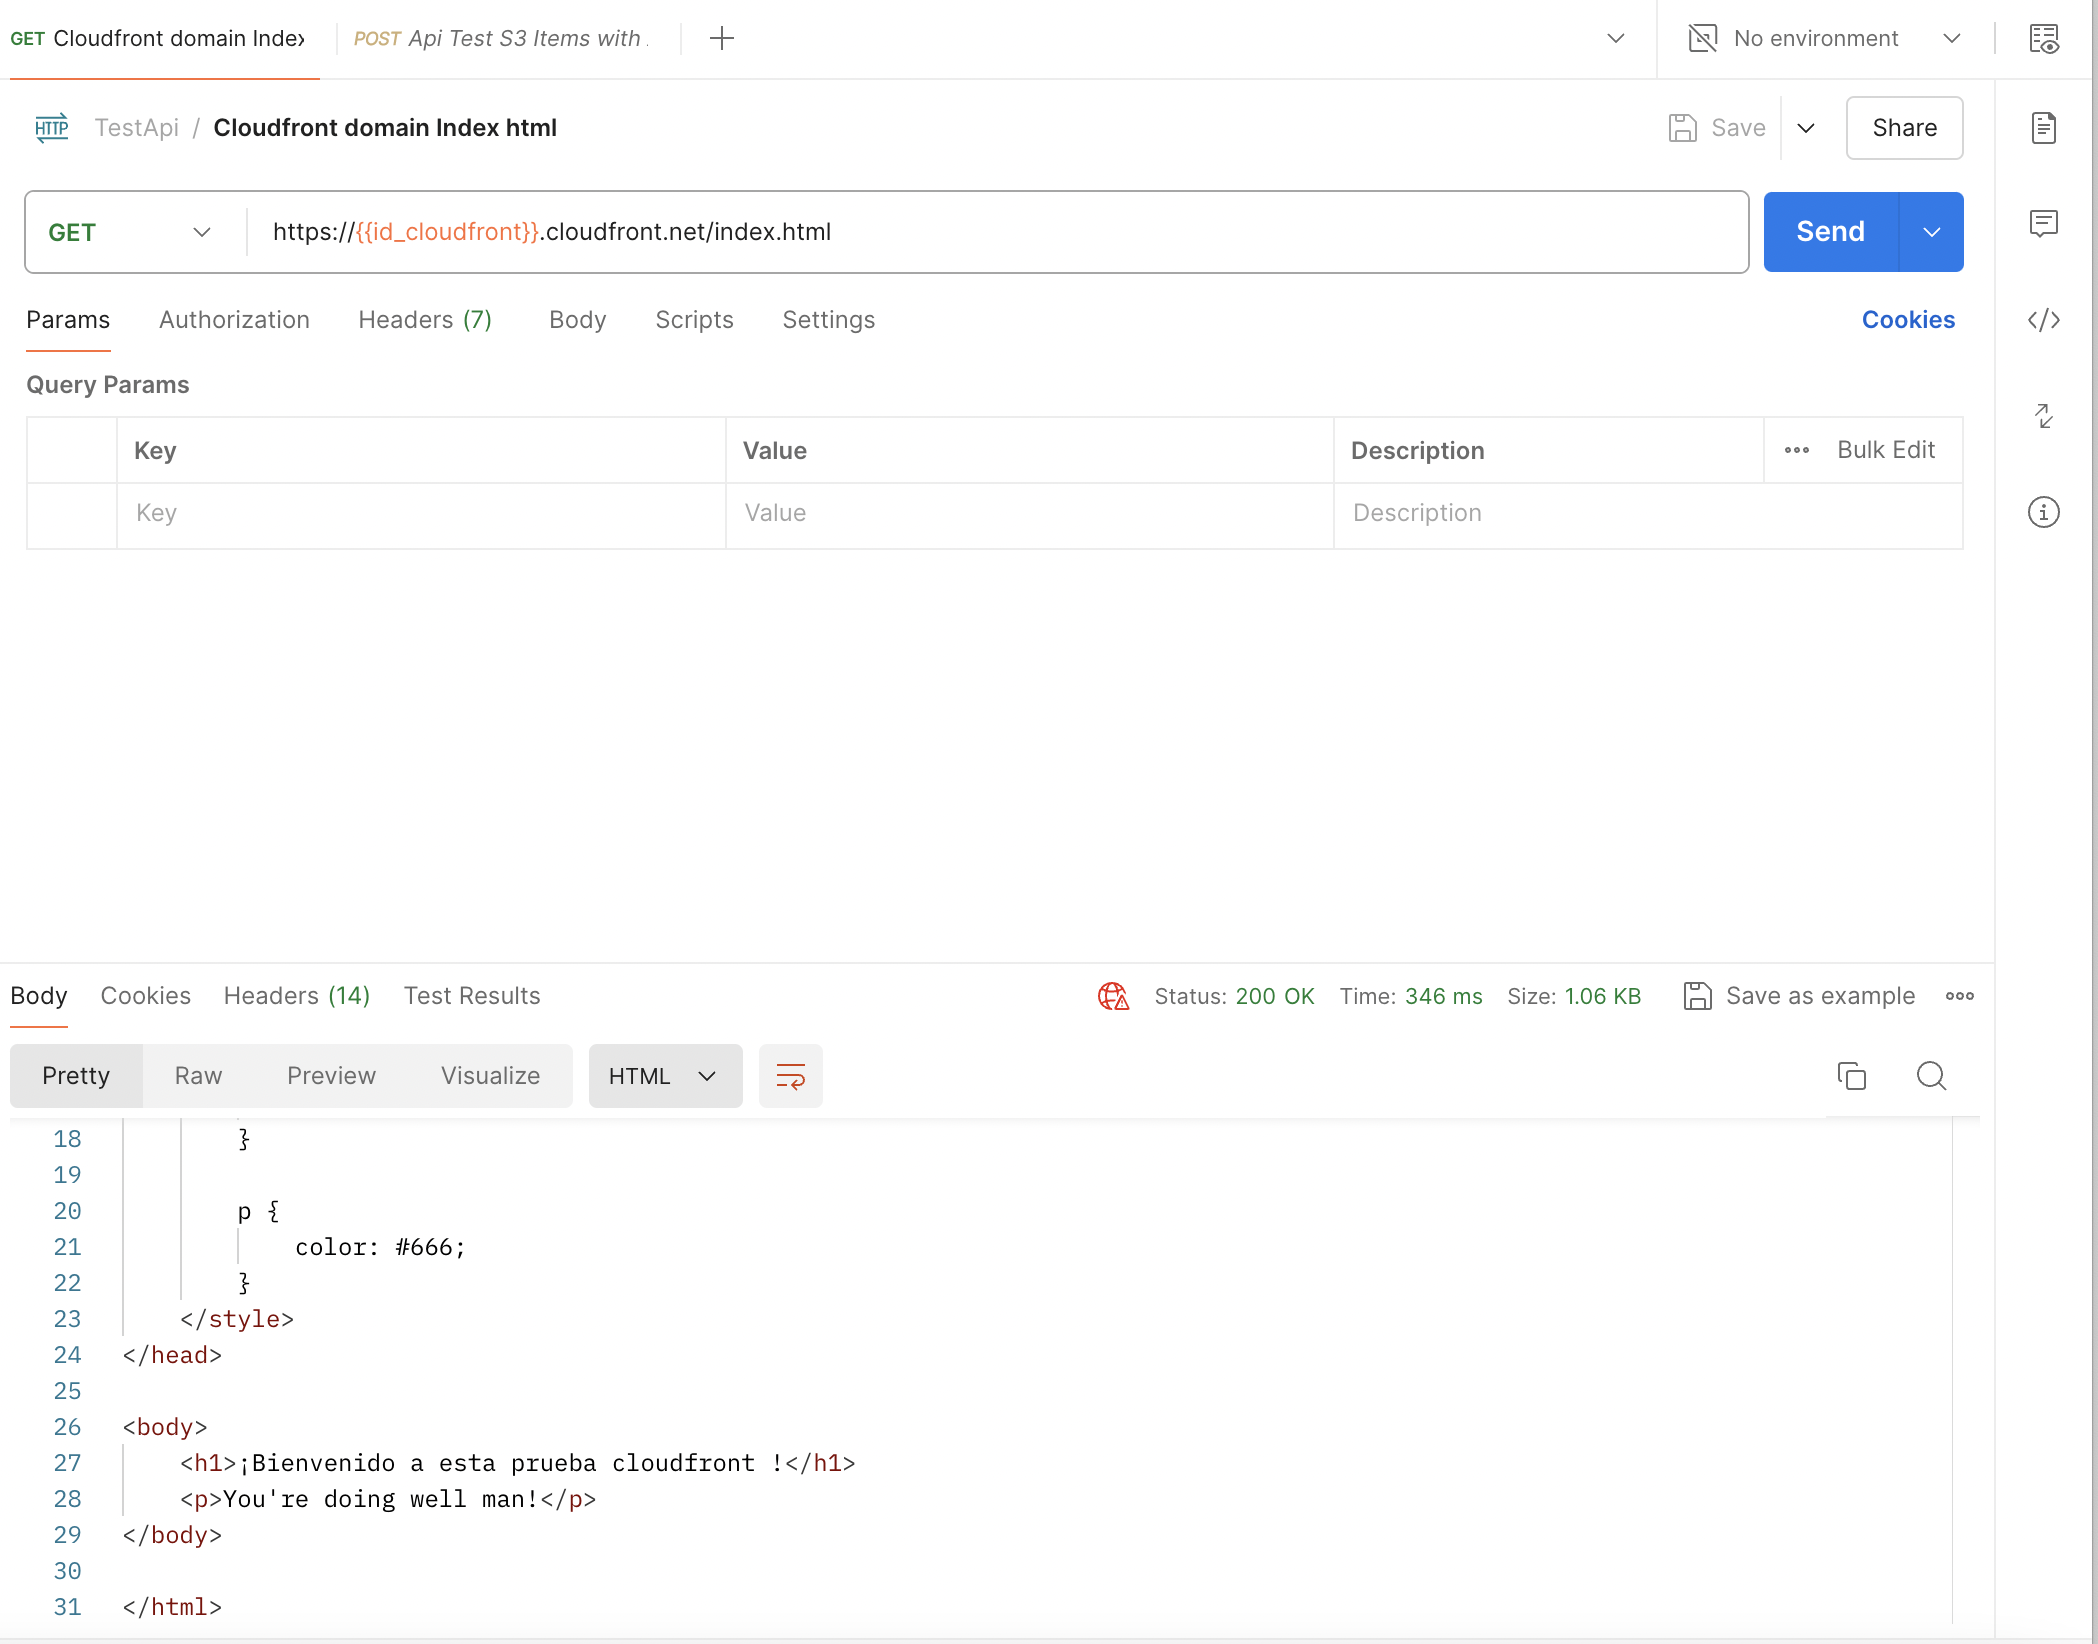 GET Cloudfront domain Index
POST Api Test S3 Items with
No environment
HTTP TestApi / Cloudfront domain Index html
Save
Share
GET
https://{{id_cloudfront}}.cloudfront.net/index.html
Send
Params Authorization Headers (7) Body Scripts Settings
Cookies
Query Params
Key Value Description Bulk Edit
Key Value Description
Body Cookies Headers (14) Test Results
Status: 200 OK Time: 346 ms Size: 1.06 KB Save as example
Pretty Raw Preview Visualize HTML
18 }
19
20 p {
21 color: #666;
22 }
23 </style>
24 </head>
25
26 <body>
27 <h1>¡Bienvenido a esta prueba cloudfront !</h1>
28 <p>You're doing well man!</p>
29 </body>
30
31 </html>